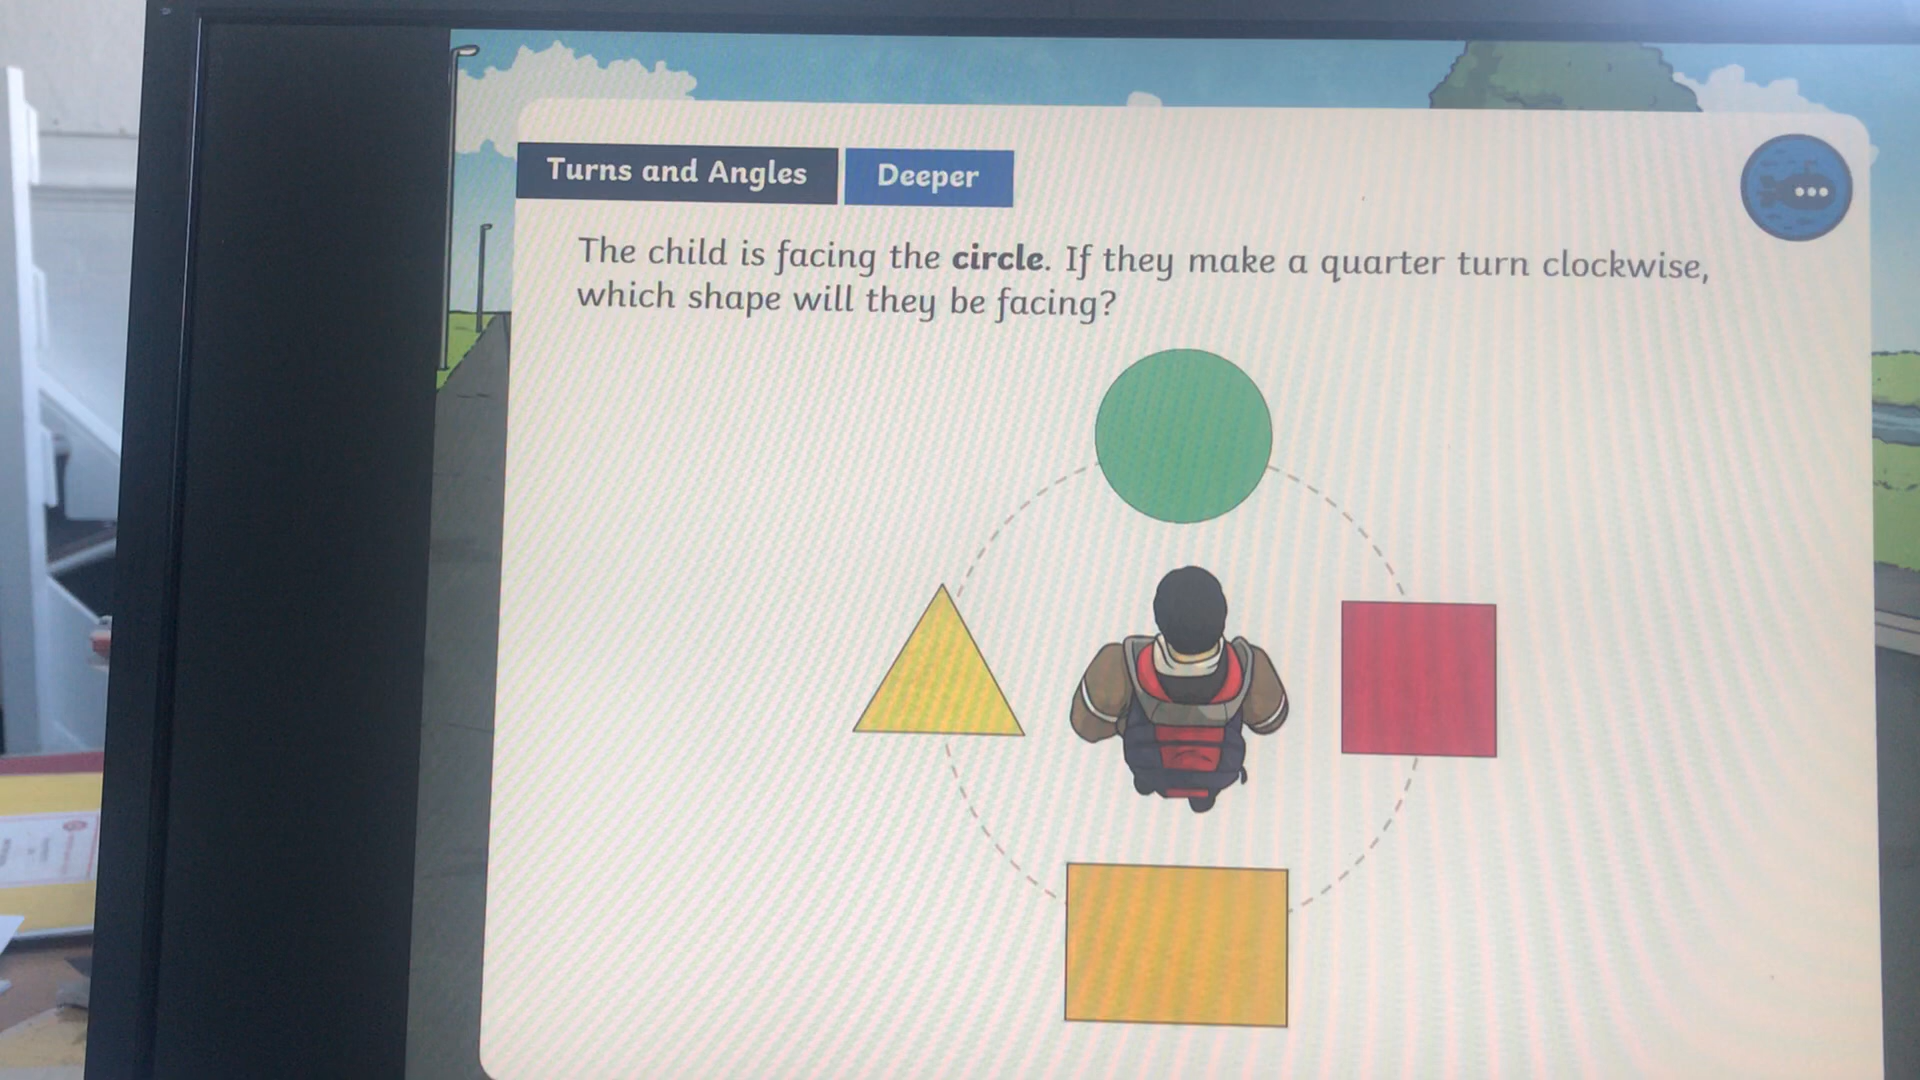 Turns and Angles
Deeper
The child is facing the circle. If they make a quarter turn clockwise,
which shape will they be facing?